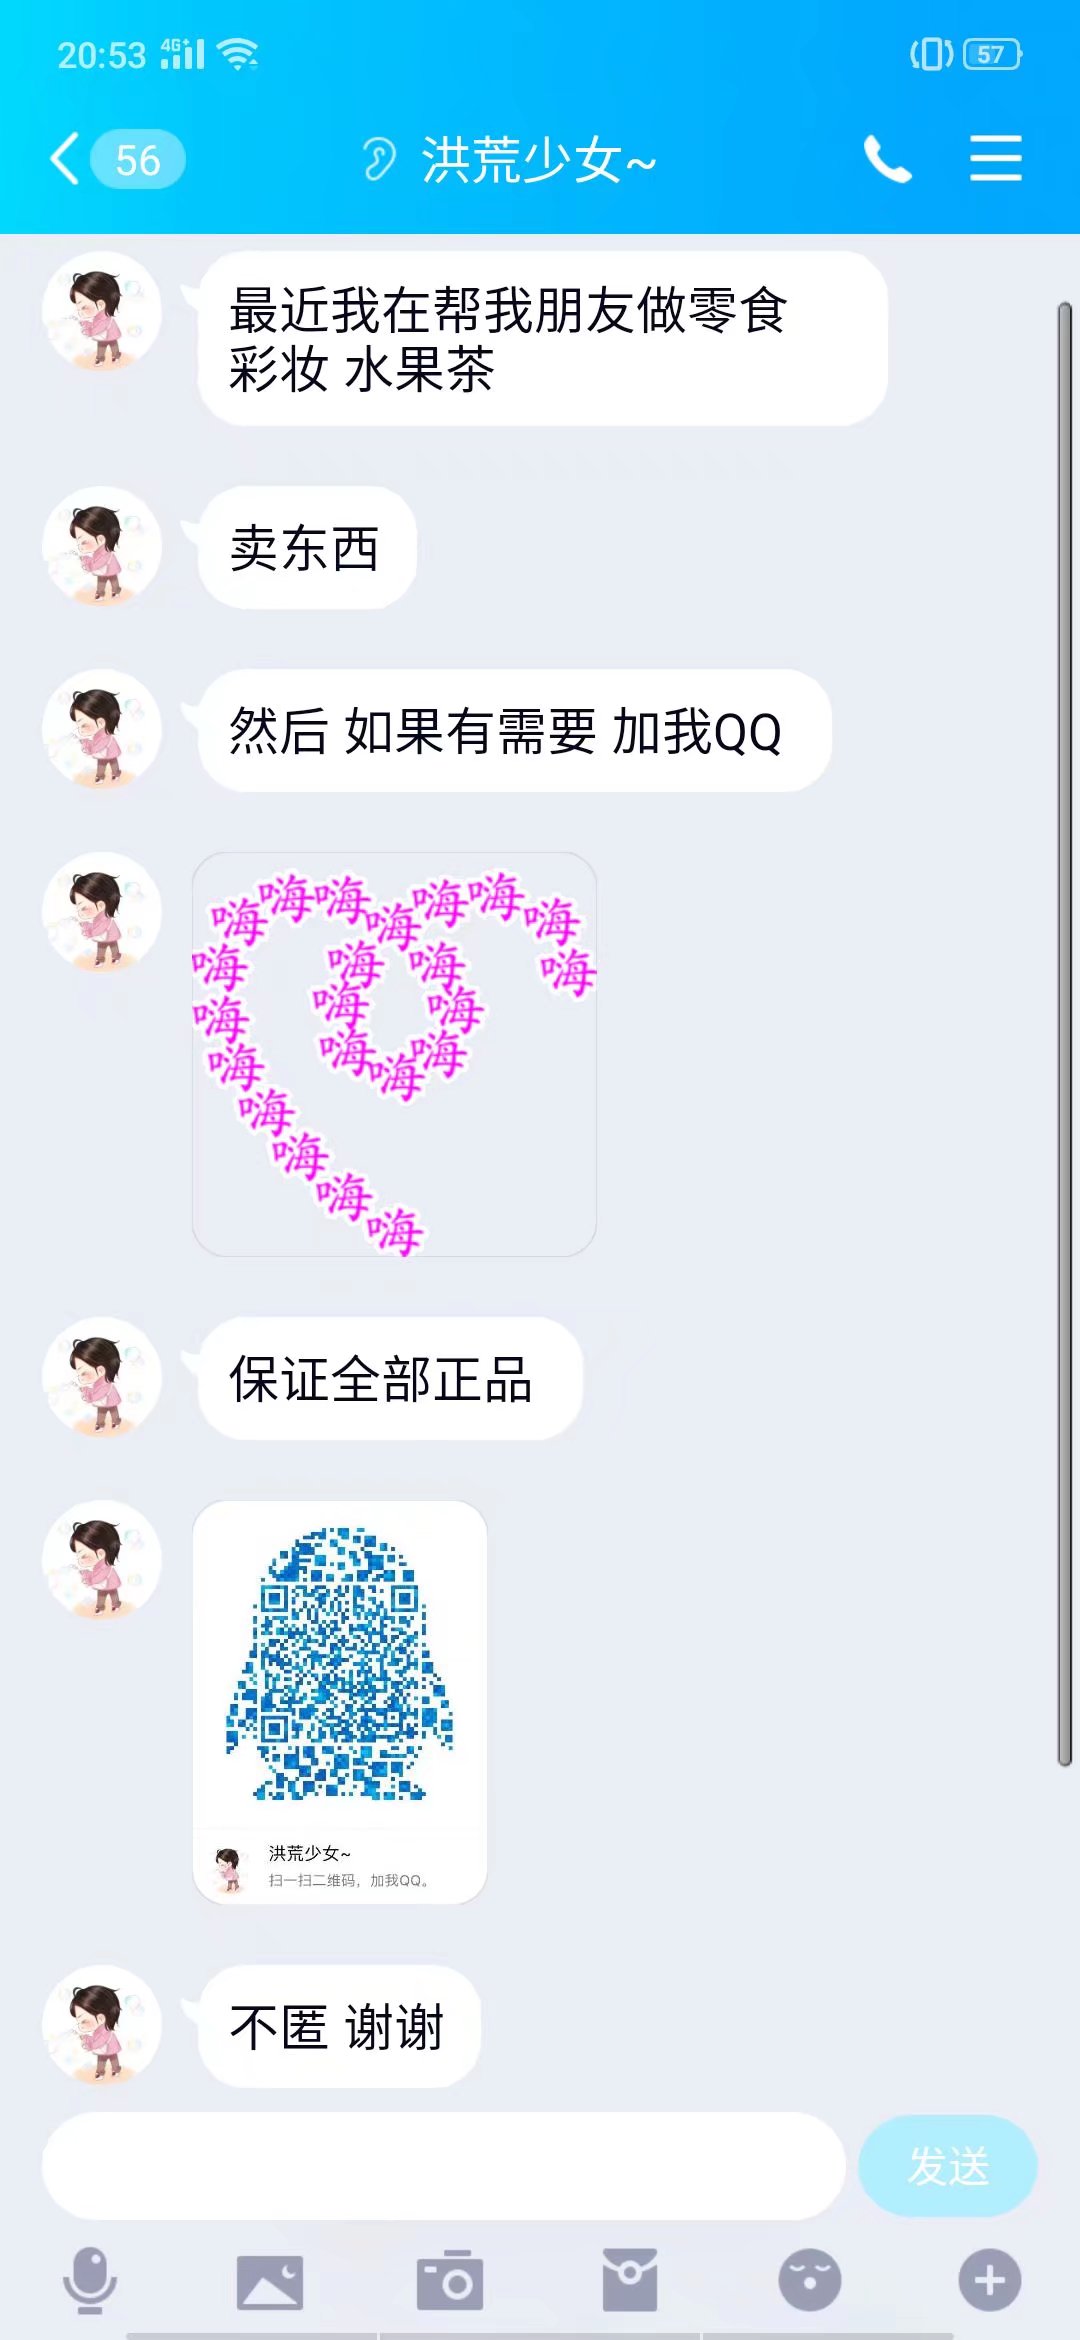 20:53 4G+ 57
56 洪荒少女~
最近我在帮我朋友做零食
彩妆 水果茶
卖东西
然后 如果有需要 加我QQ
嗨嗨嗨嗨嗨嗨嗨嗨嗨嗨嗨嗨嗨嗨嗨嗨嗨嗨嗨嗨嗨嗨嗨
保证全部正品
洪荒少女~
扫一扫二维码，加我QQ。
不匿 谢谢
发送